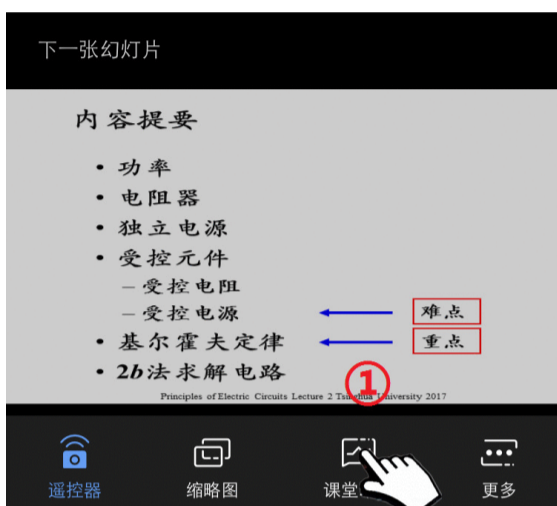 下一张幻灯片
内容提要
• 功率
• 电阻器
• 独立电源
• 受控元件
– 受控电阻
– 受控电源 难点
• 基尔霍夫定律 重点
• 2b法求解电路
①
Principles of Electric Circuits Lecture 2 Tsinghua University 2017
遥控器 缩略图 课堂 更多